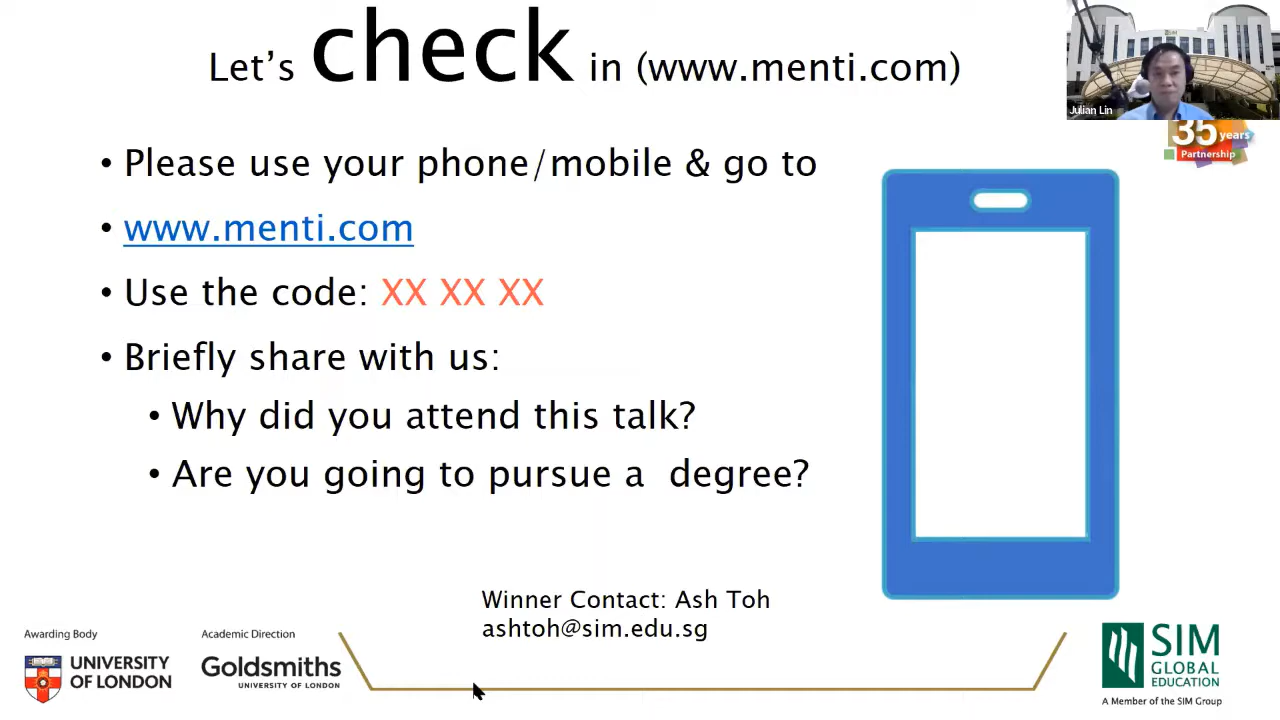 Let's check in (www.menti.com)
Julian Lin
35 years
Partnership
• Please use your phone/mobile & go to
• www.menti.com
• Use the code: XX XX XX
• Briefly share with us:
• Why did you attend this talk?
• Are you going to pursue a  degree?
Winner Contact: Ash Toh
ashtoh@sim.edu.sg
Awarding Body
UNIVERSITY
OF LONDON
Academic Direction
Goldsmiths
UNIVERSITY OF LONDON
SIM
GLOBAL
EDUCATION
A Member of the SIM Group